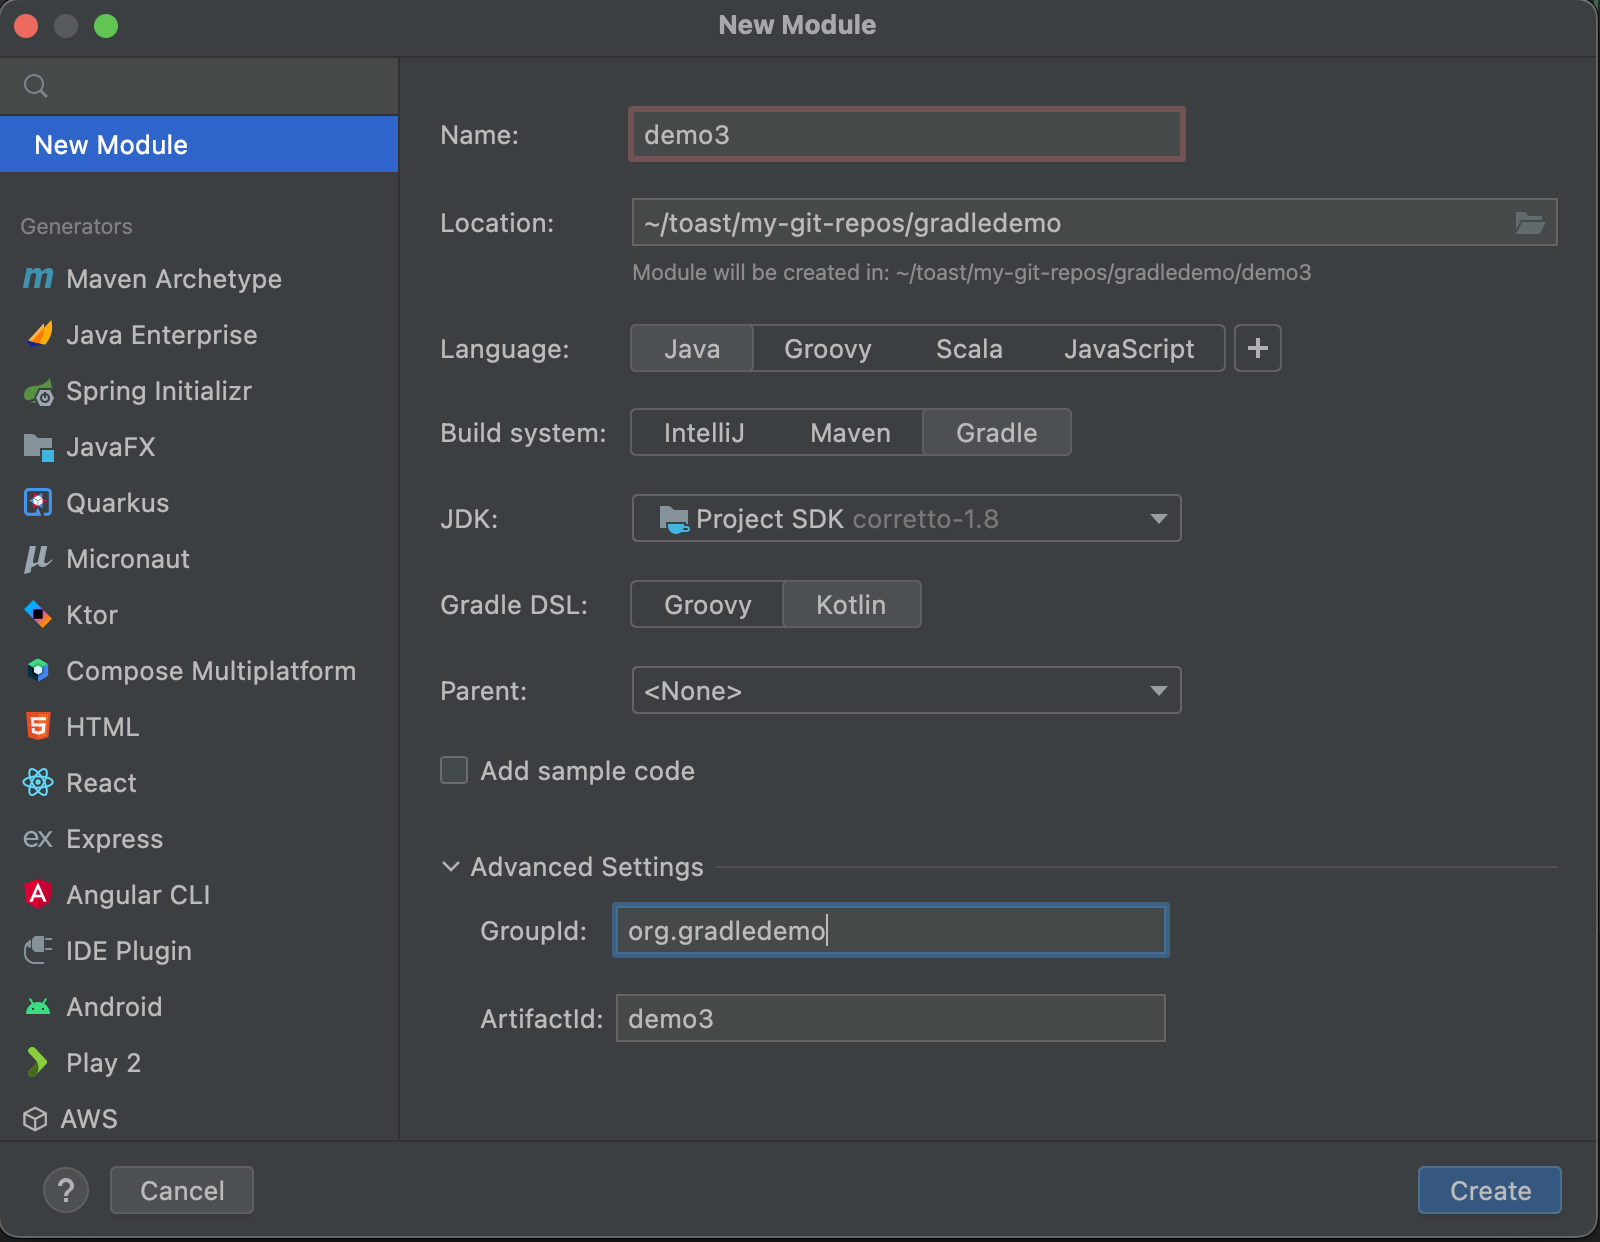 New Module
New Module
Generators
Maven Archetype
Java Enterprise
Spring Initializr
JavaFX
Quarkus
Micronaut
Ktor
Compose Multiplatform
HTML
React
ex Express
Angular CLI
IDE Plugin
Android
Play 2
AWS
Name: demo3
Location: ~/toast/my-git-repos/gradledemo
Module will be created in: ~/toast/my-git-repos/gradledemo/demo3
Language: Java Groovy Scala JavaScript +
Build system: IntelliJ Maven Gradle
JDK: Project SDK corretto-1.8
Gradle DSL: Groovy Kotlin
Parent: <None>
Add sample code
Advanced Settings
GroupId: org.gradledemo
ArtifactId: demo3
? Cancel Create